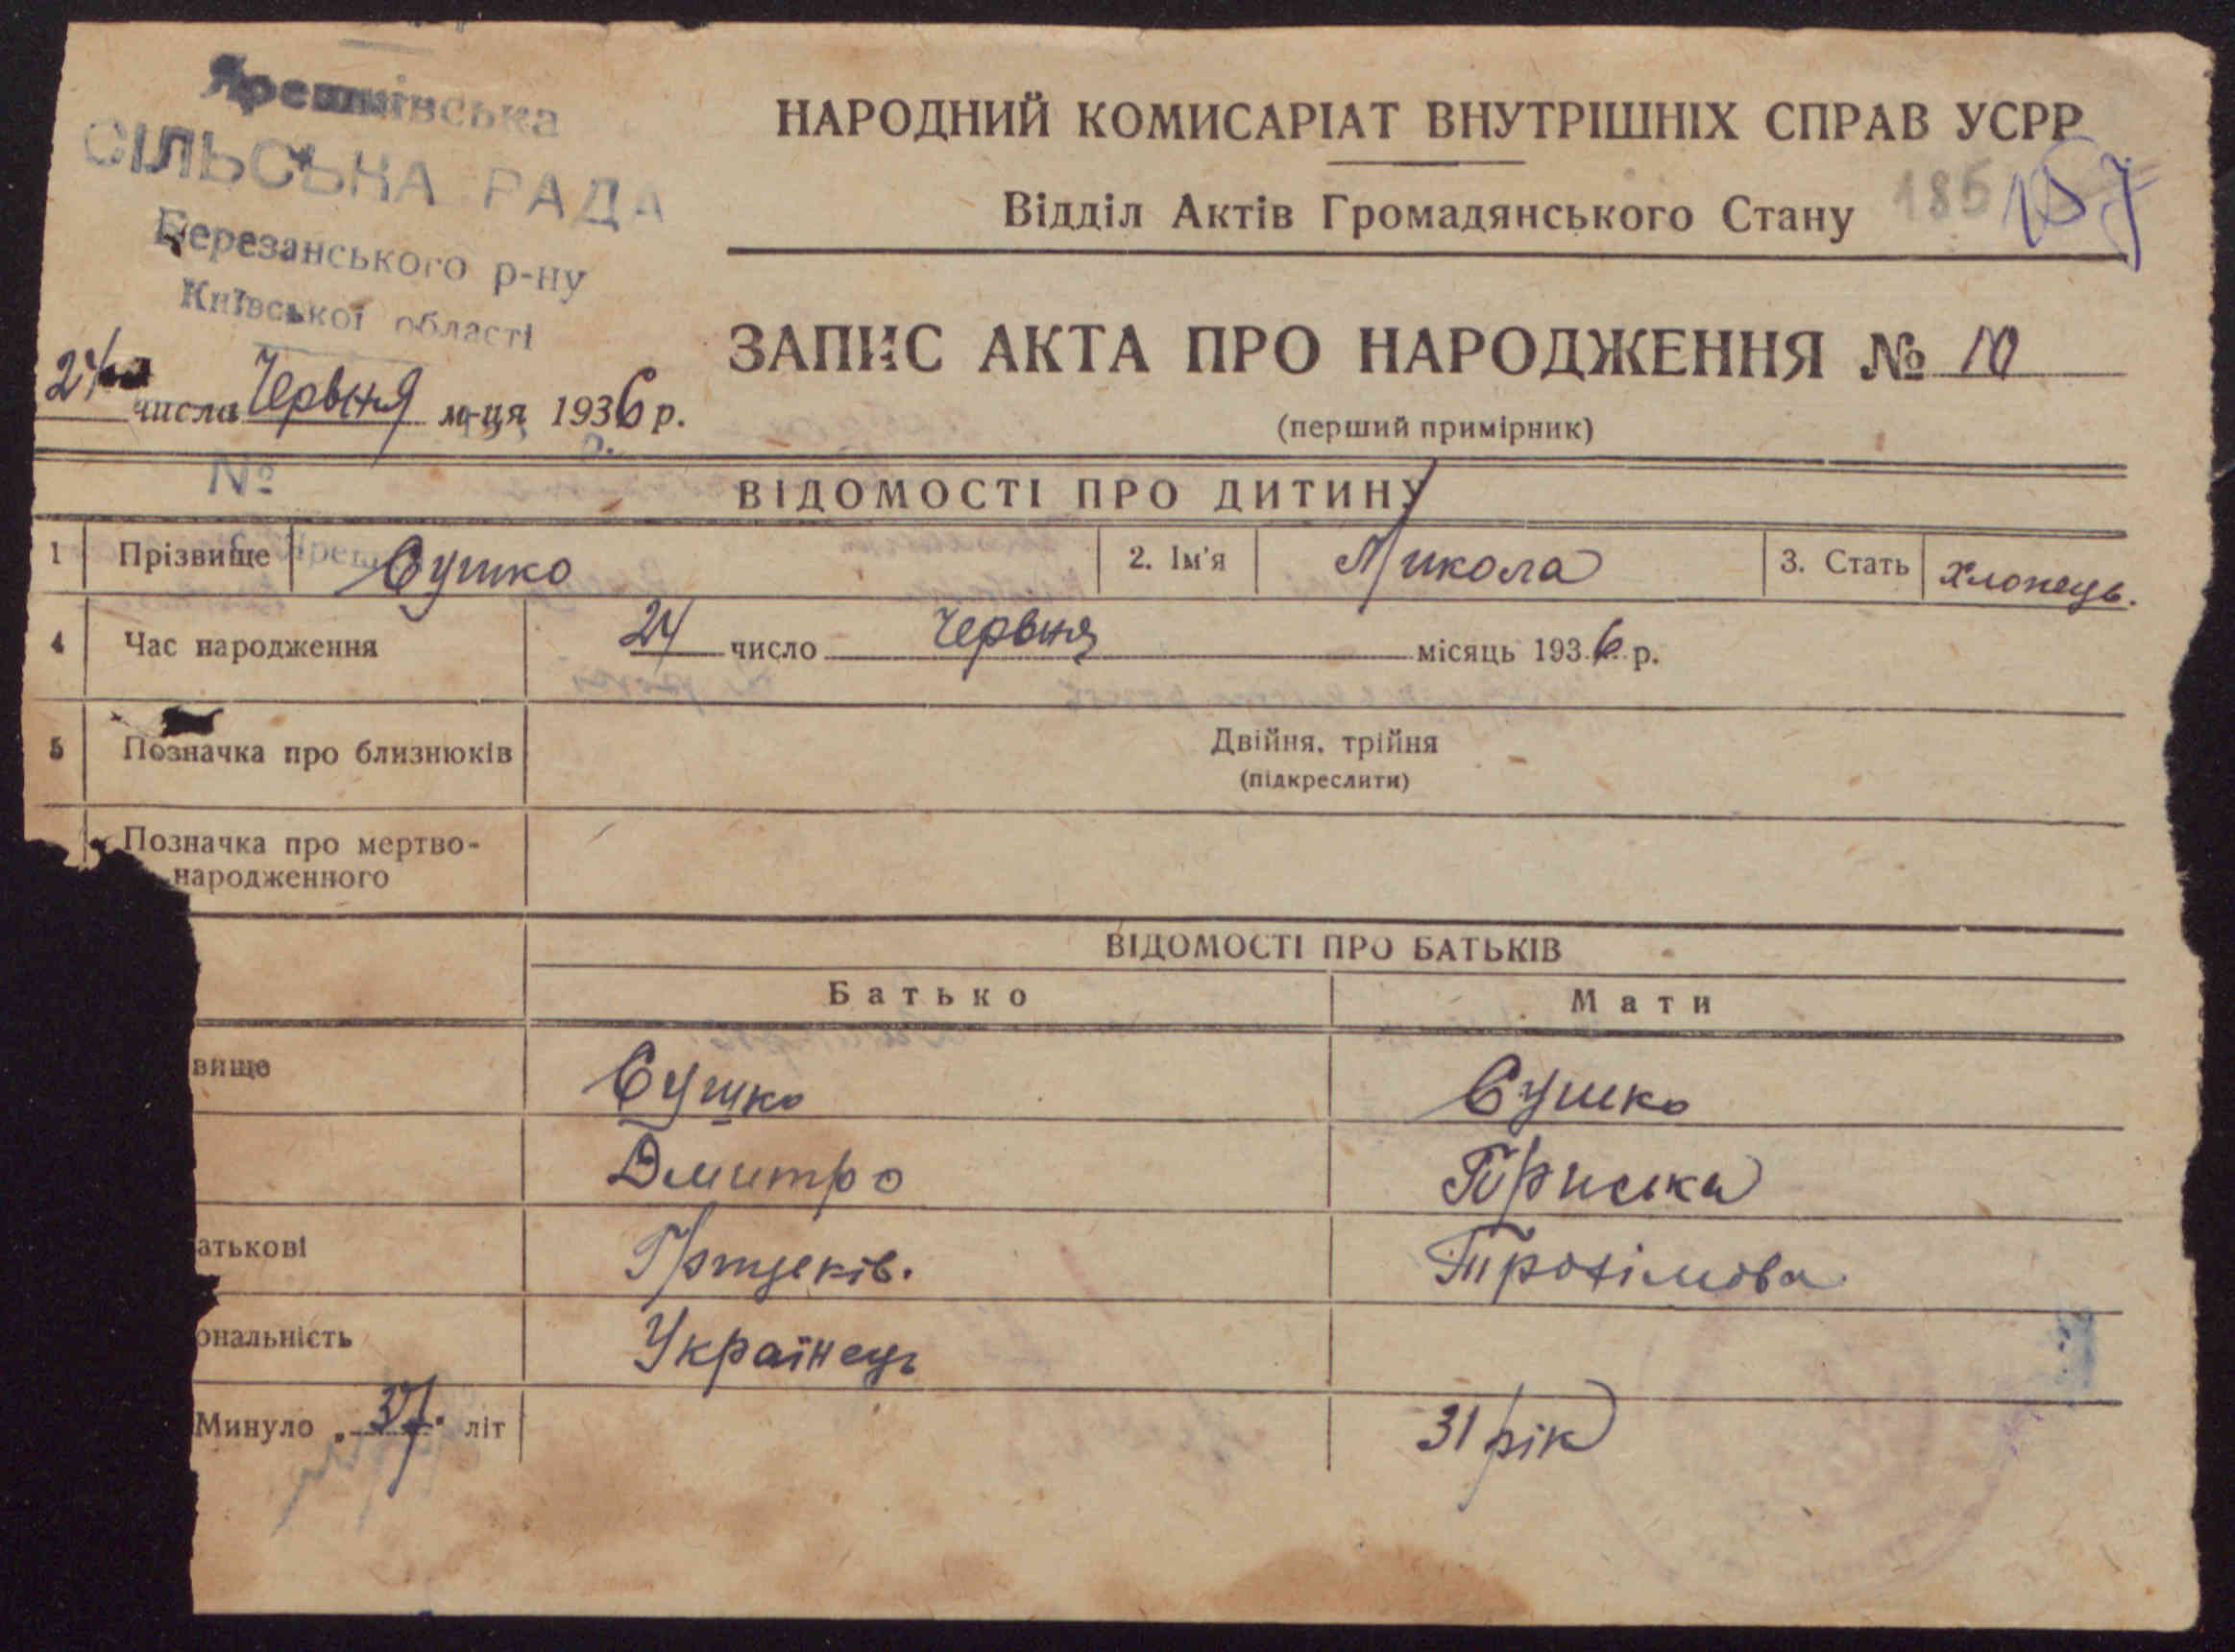 СІЛЬСЬКА РАДА
Березанського р-ну
Київської області
числа Червня м-ця 1936 р.
№
НАРОДНИЙ КОМИСАРІАТ ВНУТРІШНІХ СПРАВ УСРР
Відділ Актів Громадянського Стану 185 157
ЗАПИС АКТА ПРО НАРОДЖЕННЯ № 10
(перший примірник)
ВІДОМОСТІ ПРО ДИТИНУ
1 Прізвище Сушко 2. Ім'я Микола 3. Стать Хлопець.
4 Час народження 24 число Червня місяць 1936 р.
5 Позначка про близнюків Двійня, трійня
(підкреслити)
Позначка про мертво-
народженного
ВІДОМОСТІ ПРО БАТЬКІВ
Батько Мати
вище Сушко Сушко
Дмитро
атькові Трохімова
ональність Українець
Минуло 37 літ 31 рік